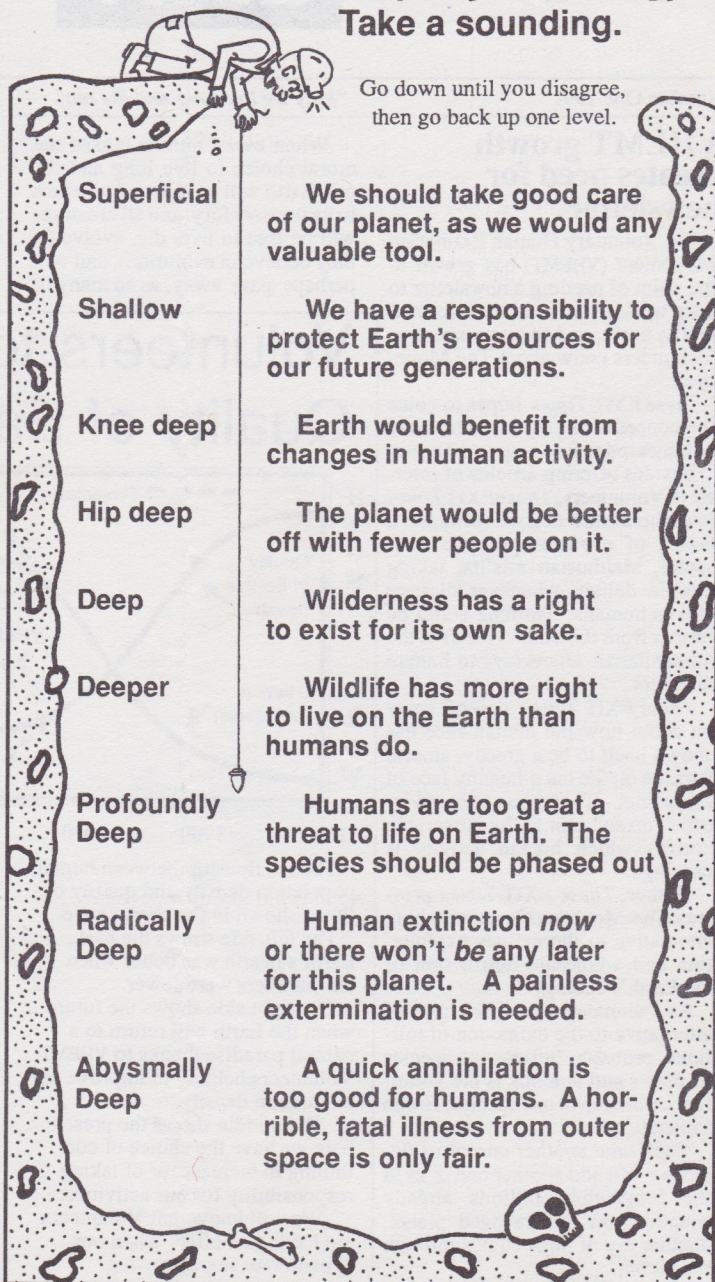 Take a sounding.
Go down until you disagree,
then go back up one level.
Superficial We should take good care
of our planet, as we would any
valuable tool.
Shallow We have a responsibility to
protect Earth's resources for
our future generations.
Knee deep Earth would benefit from
changes in human activity.
Hip deep The planet would be better
off with fewer people on it.
Deep Wilderness has a right
to exist for its own sake.
Deeper Wildlife has more right
to live on the Earth than
humans do.
Profoundly
Deep
Humans are too great a
threat to life on Earth. The
species should be phased out
Radically
Deep
Human extinction now
or there won't be any later
for this planet. A painless
extermination is needed.
Abysmally
Deep
A quick annihilation is
too good for humans. A hor-
rible, fatal illness from outer
space is only fair.